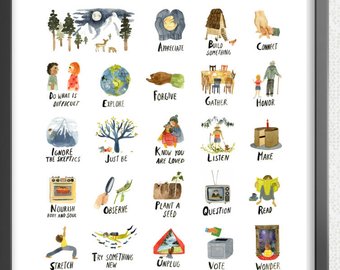 APPRECIATE
BUILD
SOMETHING
CONNECT
DO WHAT IS
DIFFICULT
EXPLORE
FORGIVE
GATHER
HONOR
IGNORE
THE SKEPTICS
JUST BE
KNOW YOU
ARE LOVED
LISTEN
MAKE
NOURISH
BODY AND SOUL
OBSERVE
PLANT A
SEED
QUESTION
READ
STRETCH
TRY SOMETHING
NEW
UNPLUG
VOTE
WONDER